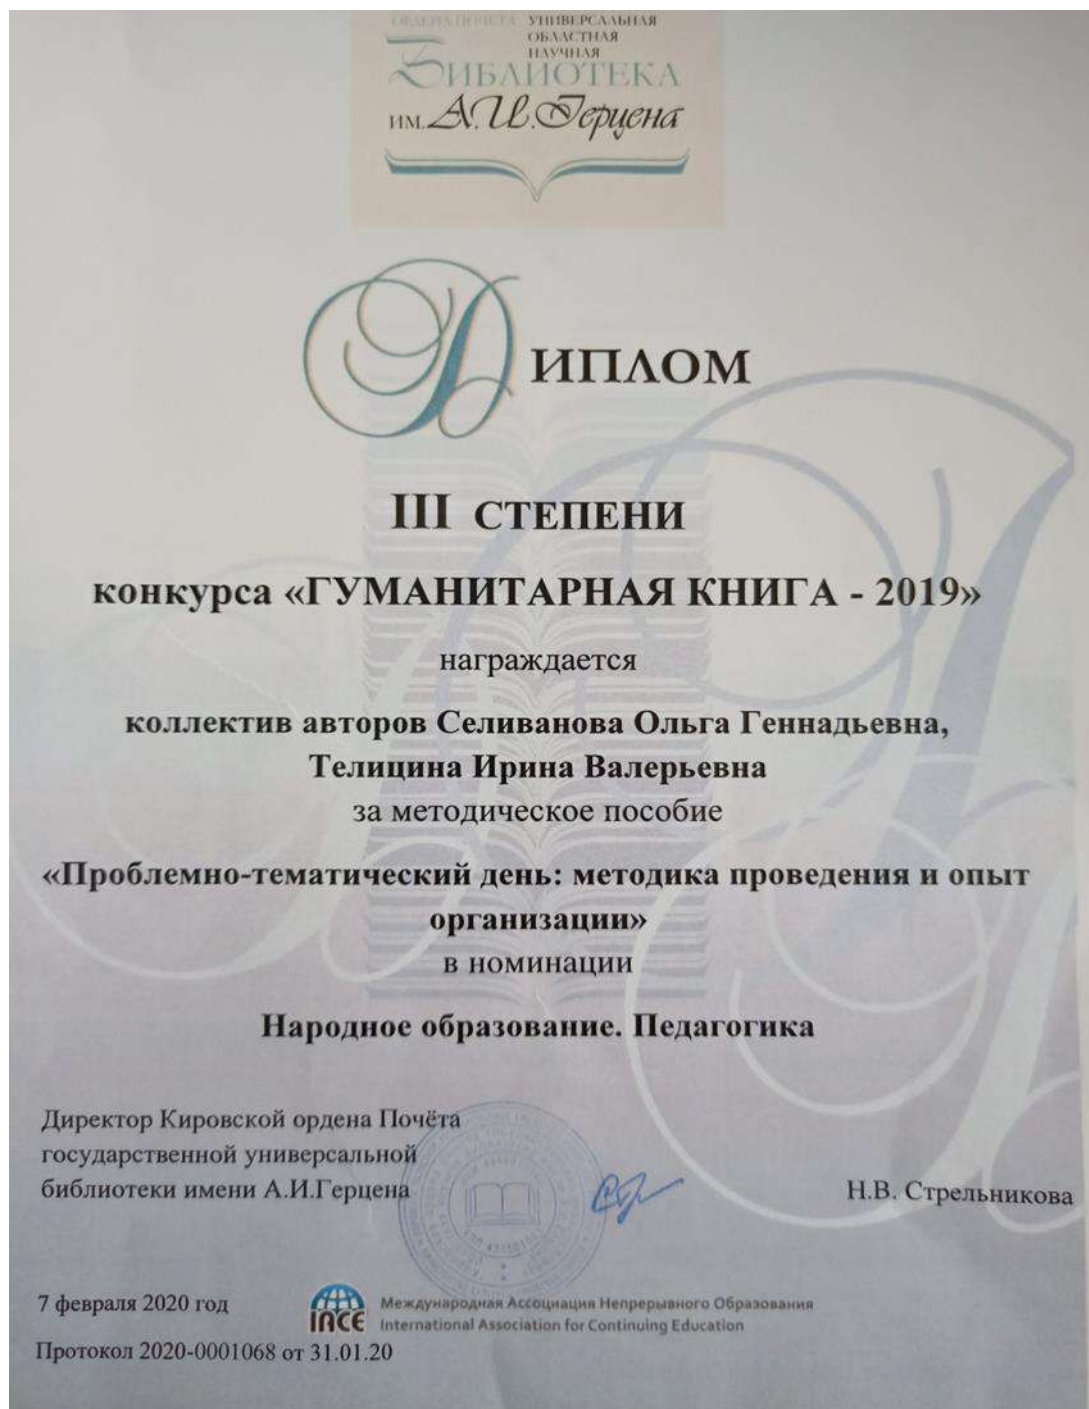 ОРДЕНА ПОЧЁТА УНИВЕРСАЛЬНАЯ
ОБЛАСТНАЯ
НАУЧНАЯ
БИБЛИОТЕКА
ИМ. А.И.Герцена
ДИПЛОМ
III СТЕПЕНИ
конкурса «ГУМАНИТАРНАЯ КНИГА - 2019»
награждается
коллектив авторов Селиванова Ольга Геннадьевна,
Телицина Ирина Валерьевна
за методическое пособие
«Проблемно-тематический день: методика проведения и опыт
организации»
в номинации
Народное образование. Педагогика
Директор Кировской ордена Почёта
государственной универсальной
библиотеки имени А.И.Герцена
Н.В. Стрельникова
7 февраля 2020 год
INCE
Международная Ассоциация Непрерывного Образования
International Association for Continuing Education
Протокол 2020-0001068 от 31.01.20